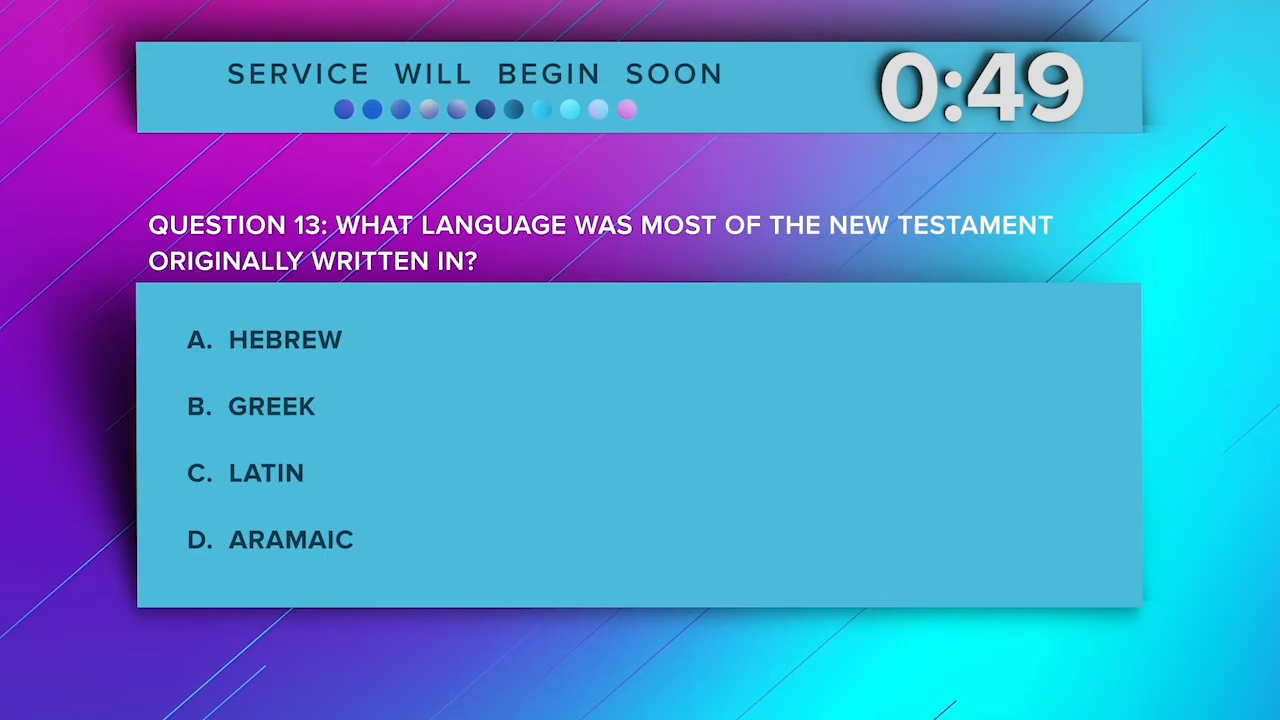 SERVICE WILL BEGIN SOON
0:49
QUESTION 13: WHAT LANGUAGE WAS MOST OF THE NEW TESTAMENT
ORIGINALLY WRITTEN IN?
A. HEBREW
B. GREEK
C. LATIN
D. ARAMAIC